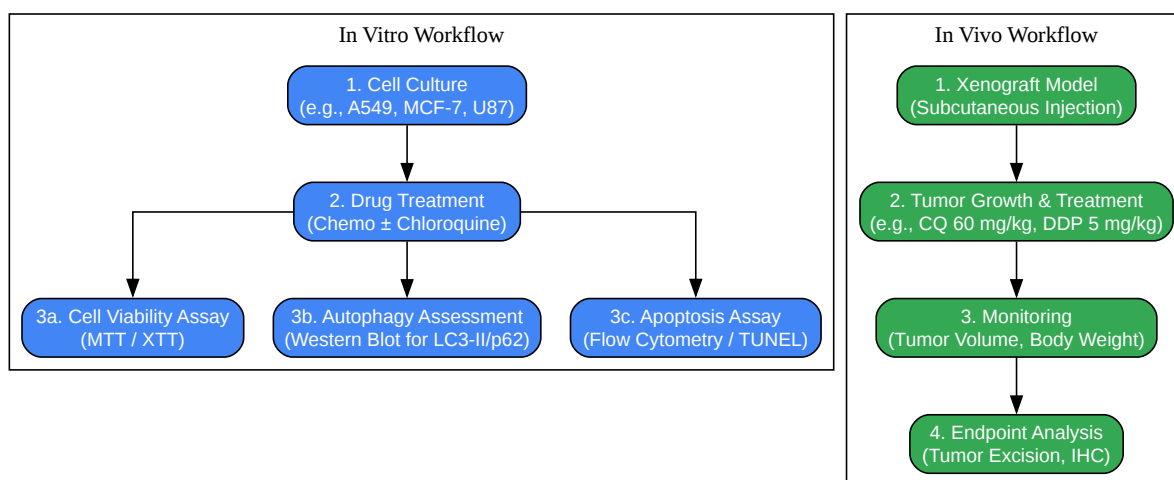 In Vitro Workflow
1. Cell Culture
(e.g., A549, MCF-7, U87)
2. Drug Treatment
(Chemo ± Chloroquine)
3a. Cell Viability Assay
(MTT / XTT)
3b. Autophagy Assessment
(Western Blot for LC3-II/p62)
3c. Apoptosis Assay
(Flow Cytometry / TUNEL)
In Vivo Workflow
1. Xenograft Model
(Subcutaneous Injection)
2. Tumor Growth & Treatment
(e.g., CQ 60 mg/kg, DDP 5 mg/kg)
3. Monitoring
(Tumor Volume, Body Weight)
4. Endpoint Analysis
(Tumor Excision, IHC)